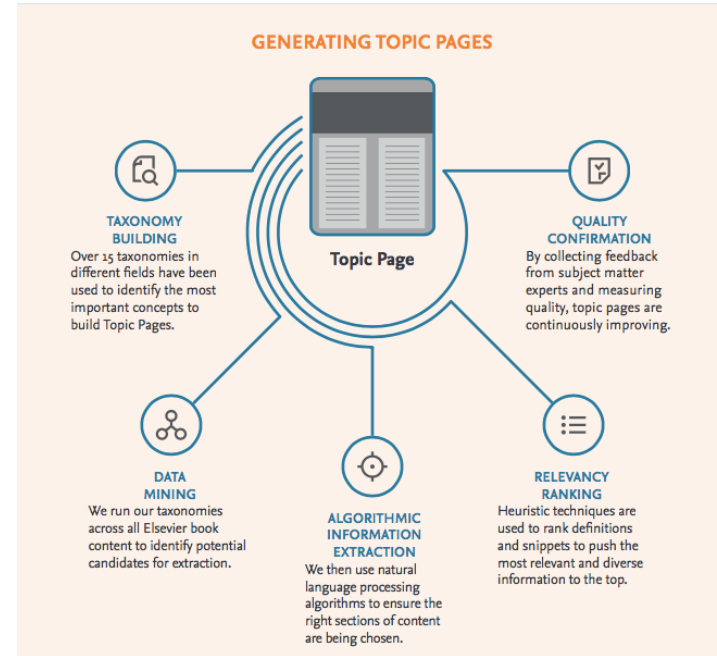 GENERATING TOPIC PAGES
Topic Page
TAXONOMY
BUILDING
Over 15 taxonomies in
different fields have been
used to identify the most
important concepts to
build Topic Pages.
DATA
MINING
We run our taxonomies
across all Elsevier book
content to identify potential
candidates for extraction.
ALGORITHMIC
INFORMATION
EXTRACTION
We then use natural
language processing
algorithms to ensure the
right sections of content
are being chosen.
RELEVANCY
RANKING
Heuristic techniques are
used to rank definitions
and snippets to push the
most relevant and diverse
information to the top.
QUALITY
CONFIRMATION
By collecting feedback
from subject matter
experts and measuring
quality, topic pages are
continuously improving.